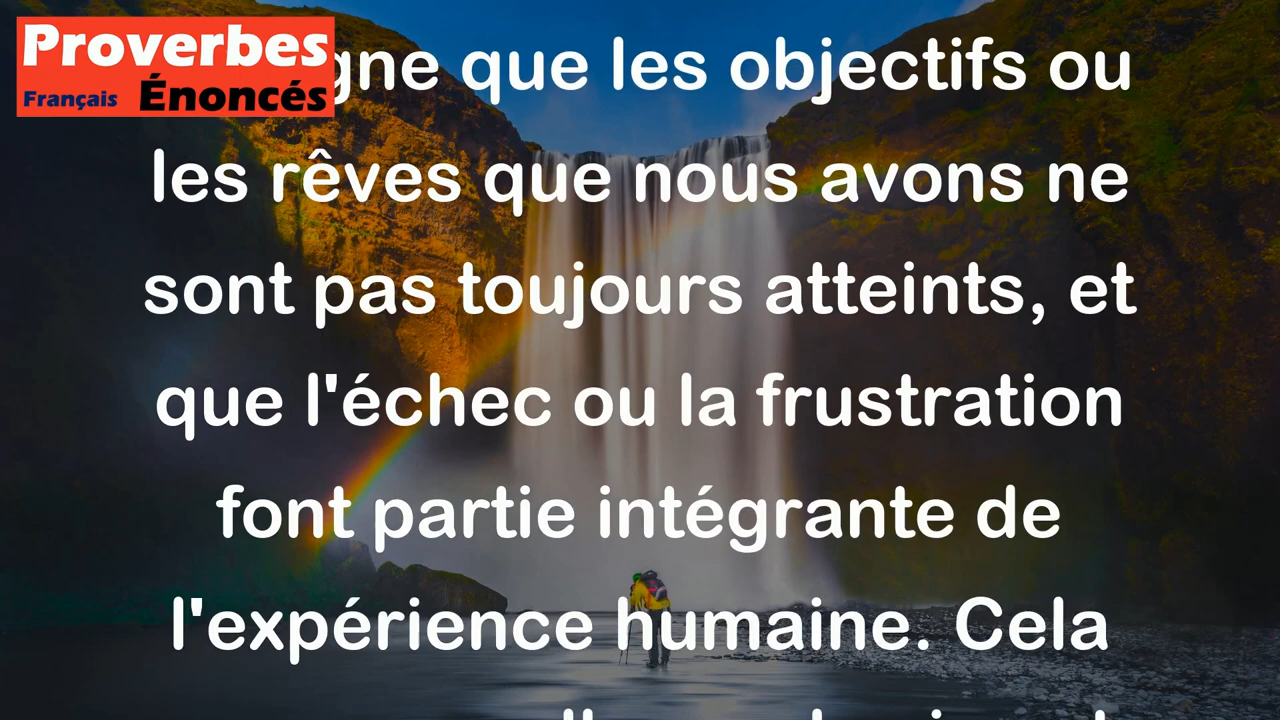 Proverbes
Français Énoncés
que les objectifs ou
les rêves que nous avons ne
sont pas toujours atteints, et
que l'échec ou la frustration
font partie intégrante de
l'expérience humaine. Cela